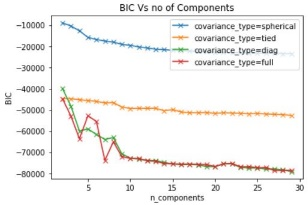 BIC Vs no of Components
covariance_type=spherical
covariance_type=tied
covariance_type=diag
covariance_type=full
BIC
−10000
−20000
−30000
−40000
−50000
−60000
−70000
−80000
5
10
15
20
25
30
n_components